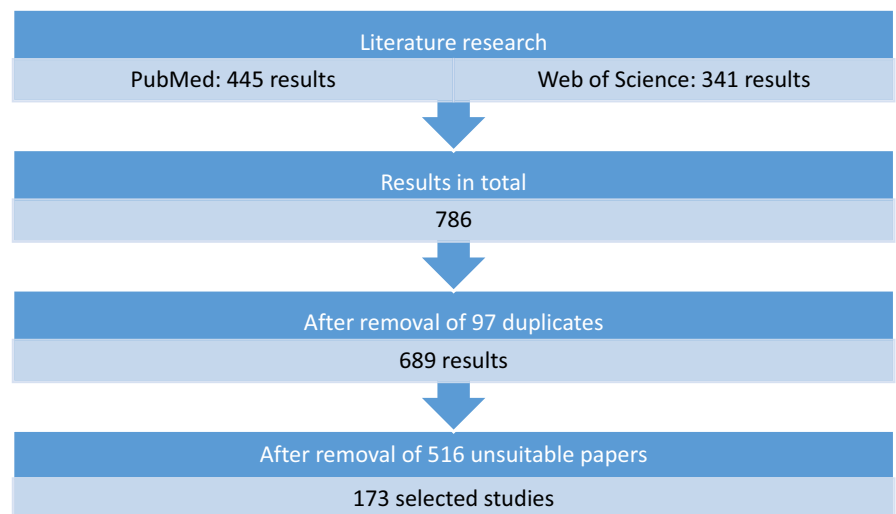 Literature research
PubMed: 445 results
Web of Science: 341 results
Results in total
786
After removal of 97 duplicates
689 results
After removal of 516 unsuitable papers
173 selected studies